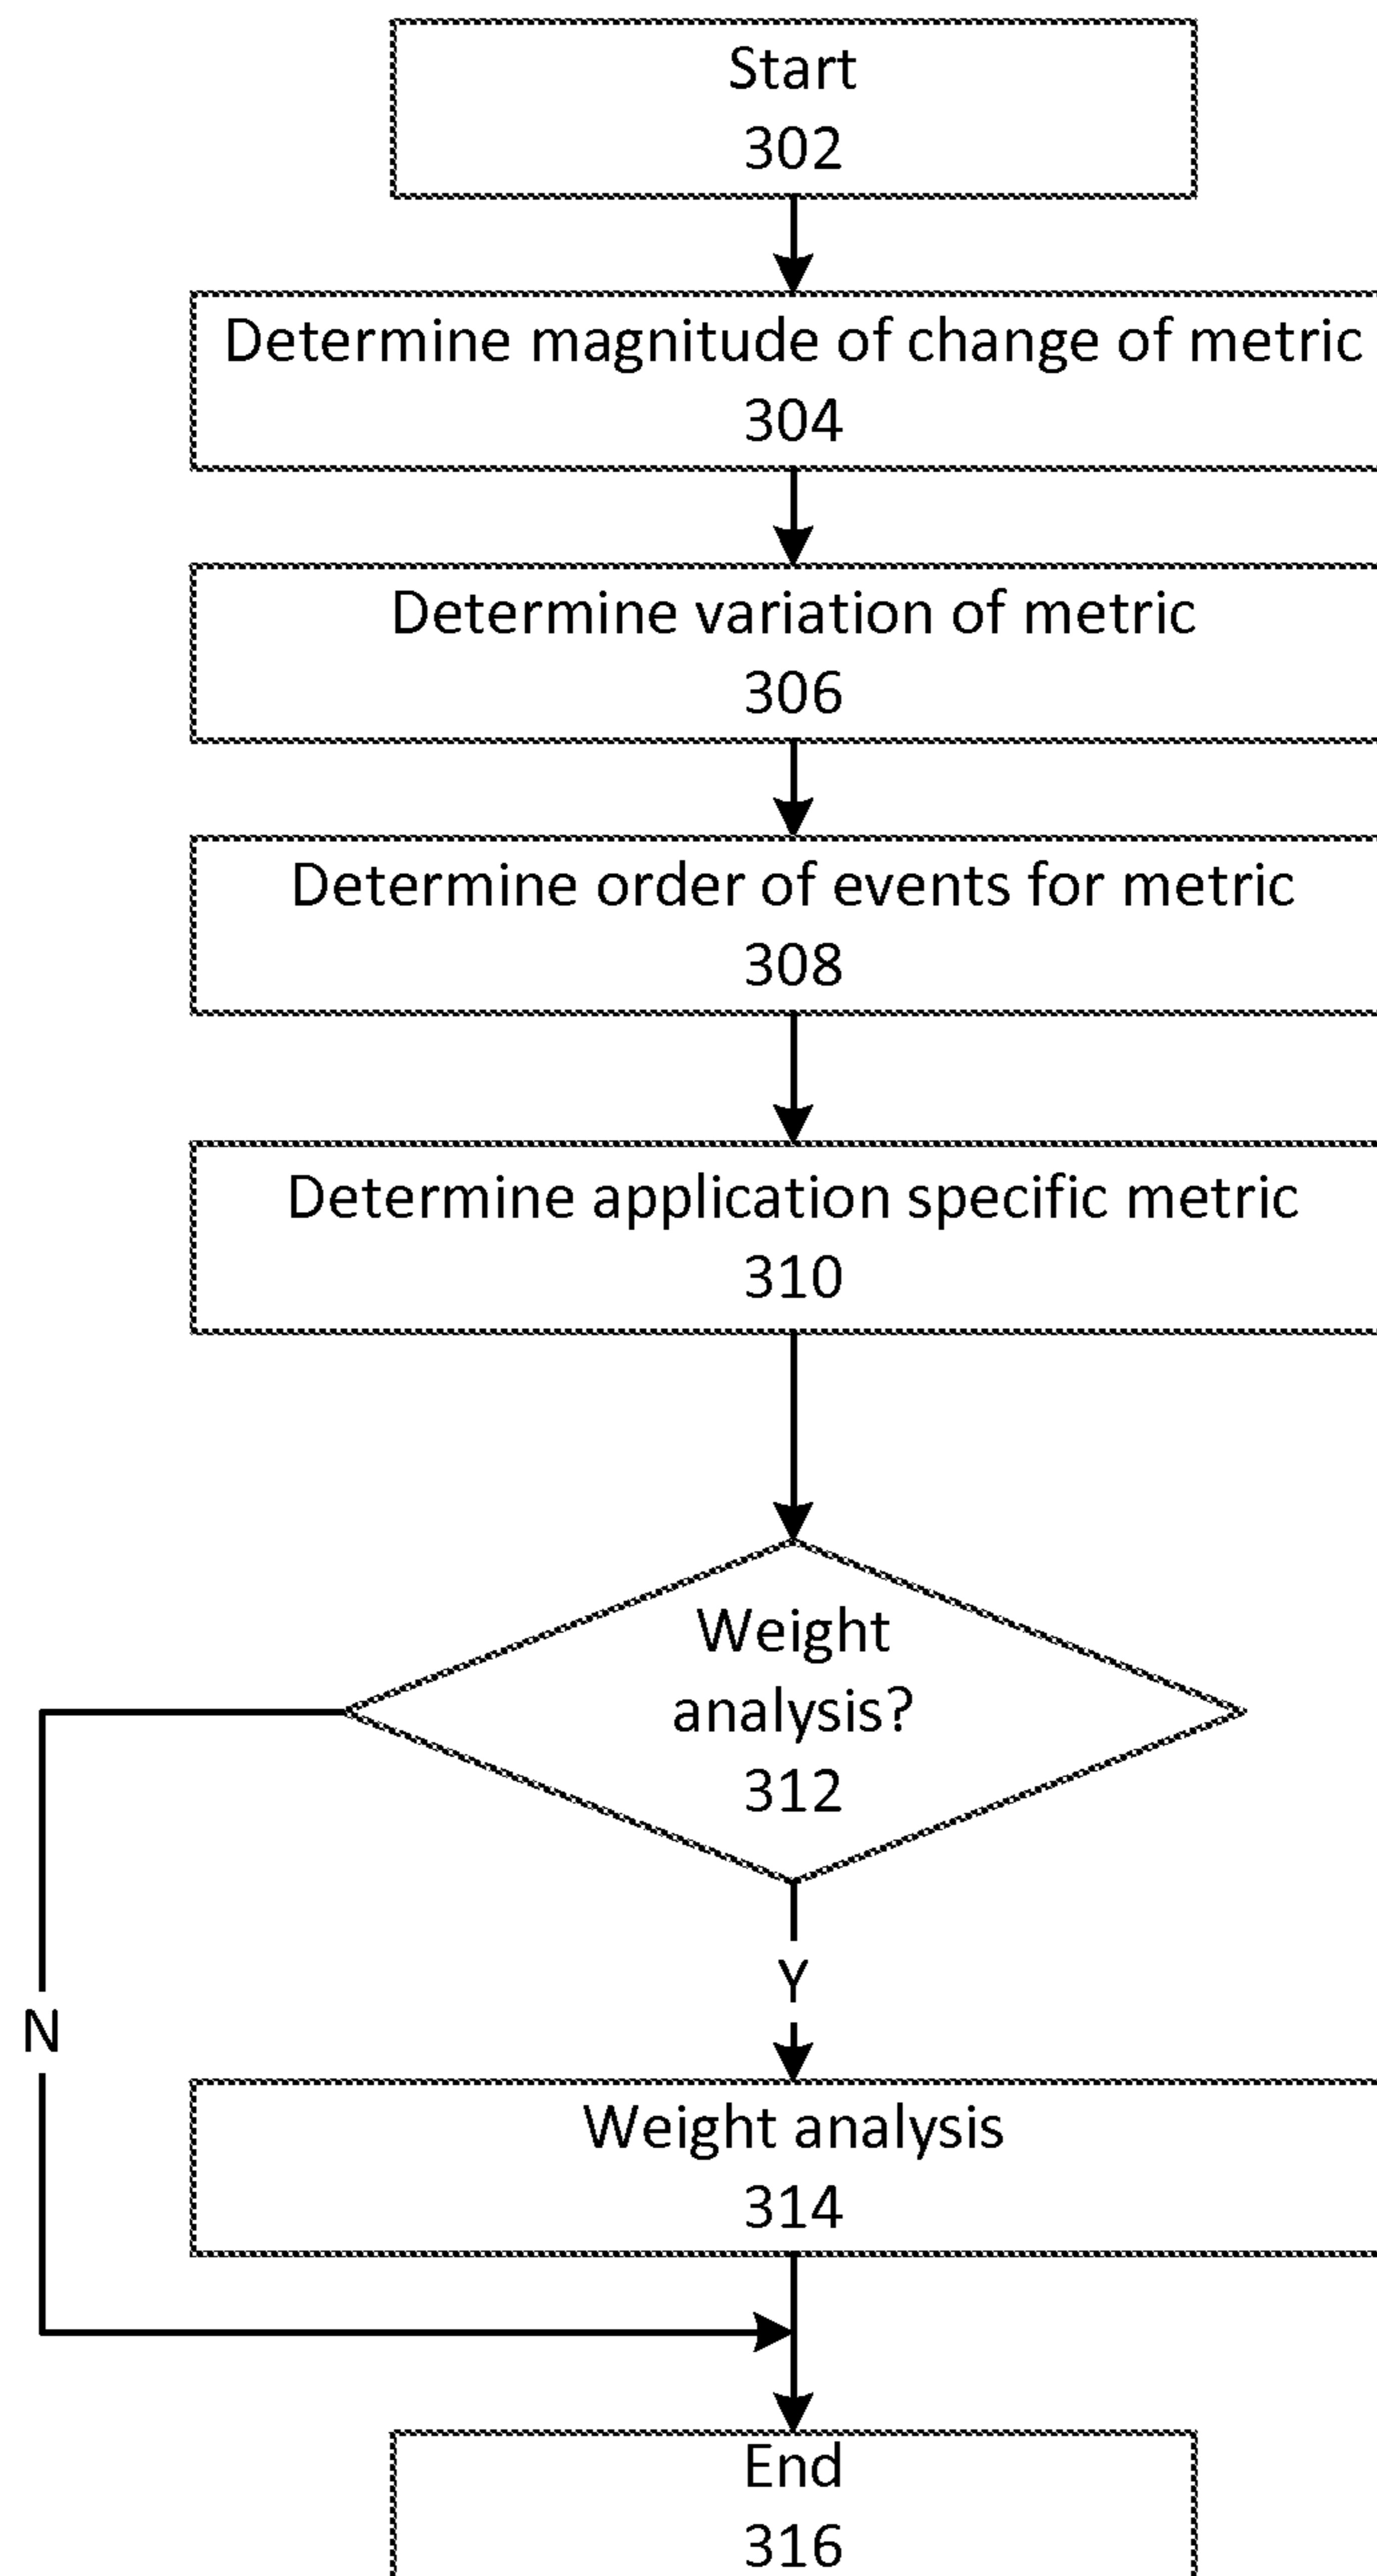 Start
302
Determine magnitude of change of metric
304
Determine variation of metric
306
Determine order of events for metric
308
Determine application specific metric
310
Weight
analysis?
312
Y
N
Weight analysis
314
End
316